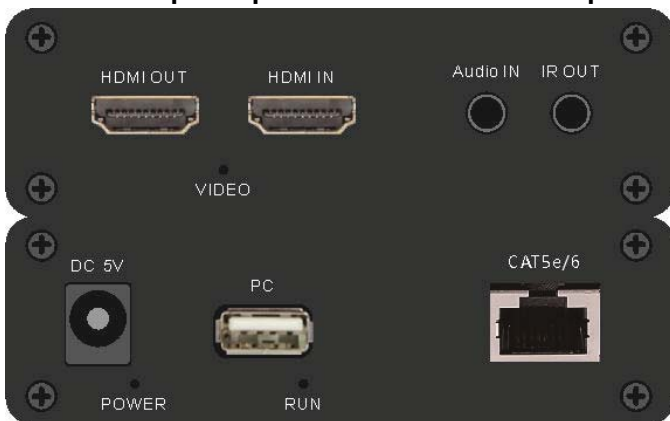 HDMI OUT HDMI IN Audio IN IR OUT
VIDEO
DC 5V PC CAT5e/6
POWER RUN